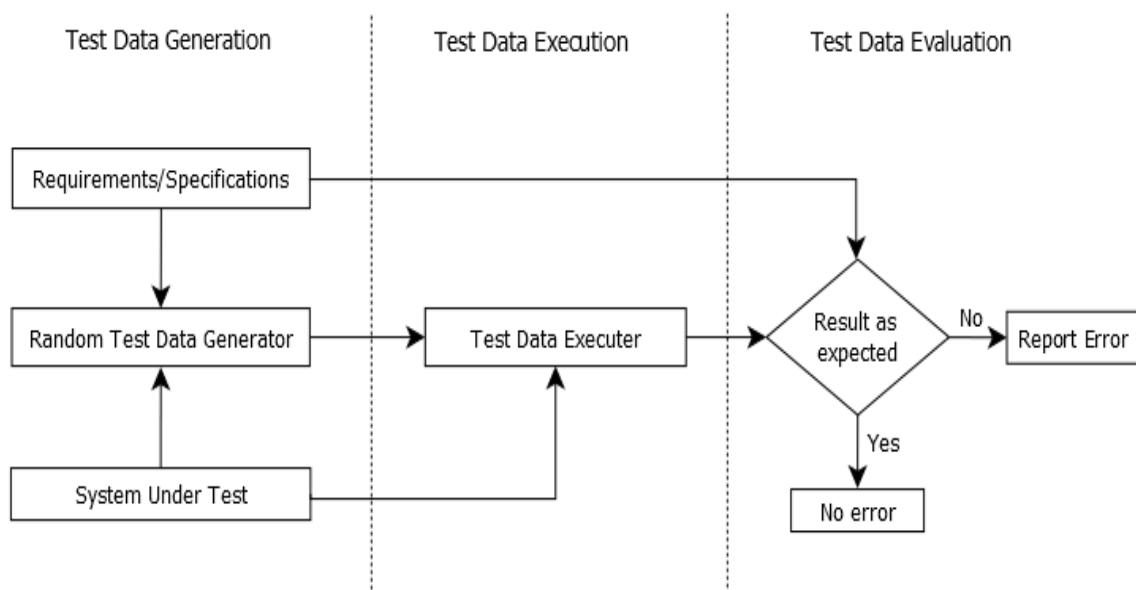 Test Data Generation
Test Data Execution
Test Data Evaluation
Requirements/Specifications
Random Test Data Generator
Test Data Executer
Result as
expected
No
Report Error
Yes
System Under Test
No error